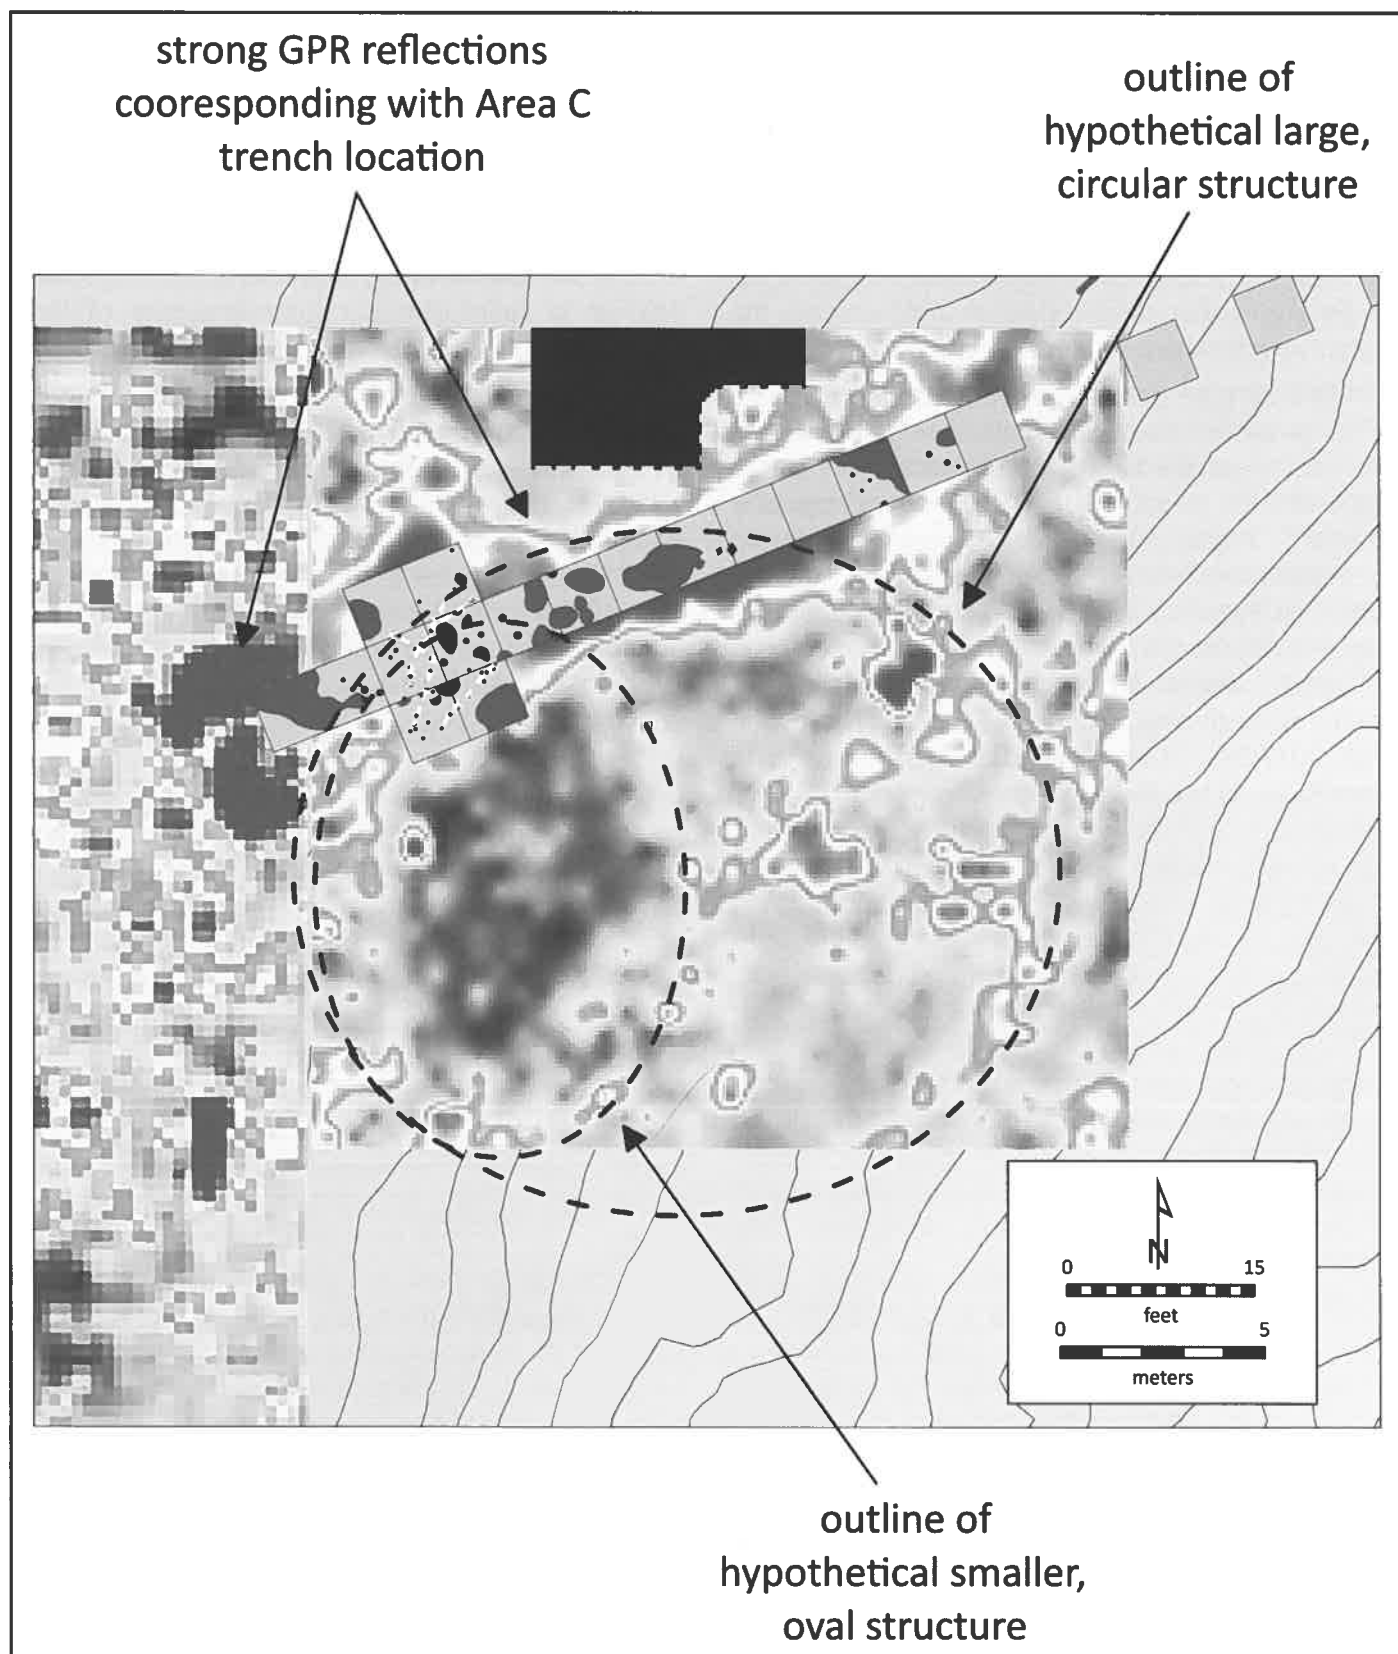 strong GPR reflections
cooresponding with Area C
trench location
outline of
hypothetical large,
circular structure
N
0 15
feet
0 5
meters
outline of
hypothetical smaller,
oval structure